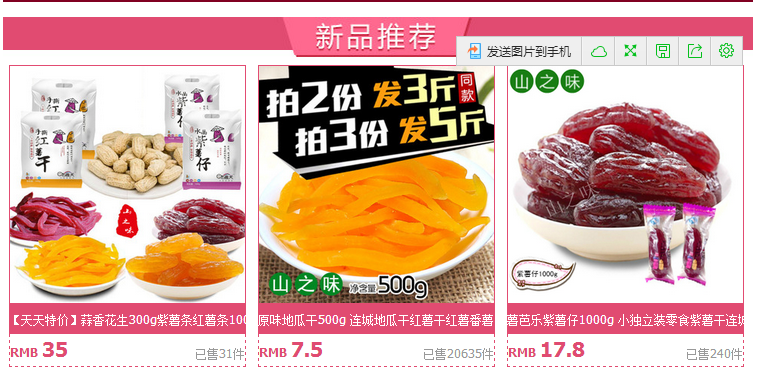 新品推荐
发送图片到手机
山之味
拍2份 发3斤
同款
拍3份 发5斤
山之味 净含量500g
山之味
山之味
紫薯仔1000g
【天天特价】蒜香花生300g紫薯条红薯条100
原味地瓜干500g 连城地瓜干红薯干红薯番薯
薯芭乐紫薯仔1000g 小独立装零食紫薯干连城
RMB 35
已售31件
RMB 7.5
已售20635件
RMB 17.8
已售240件